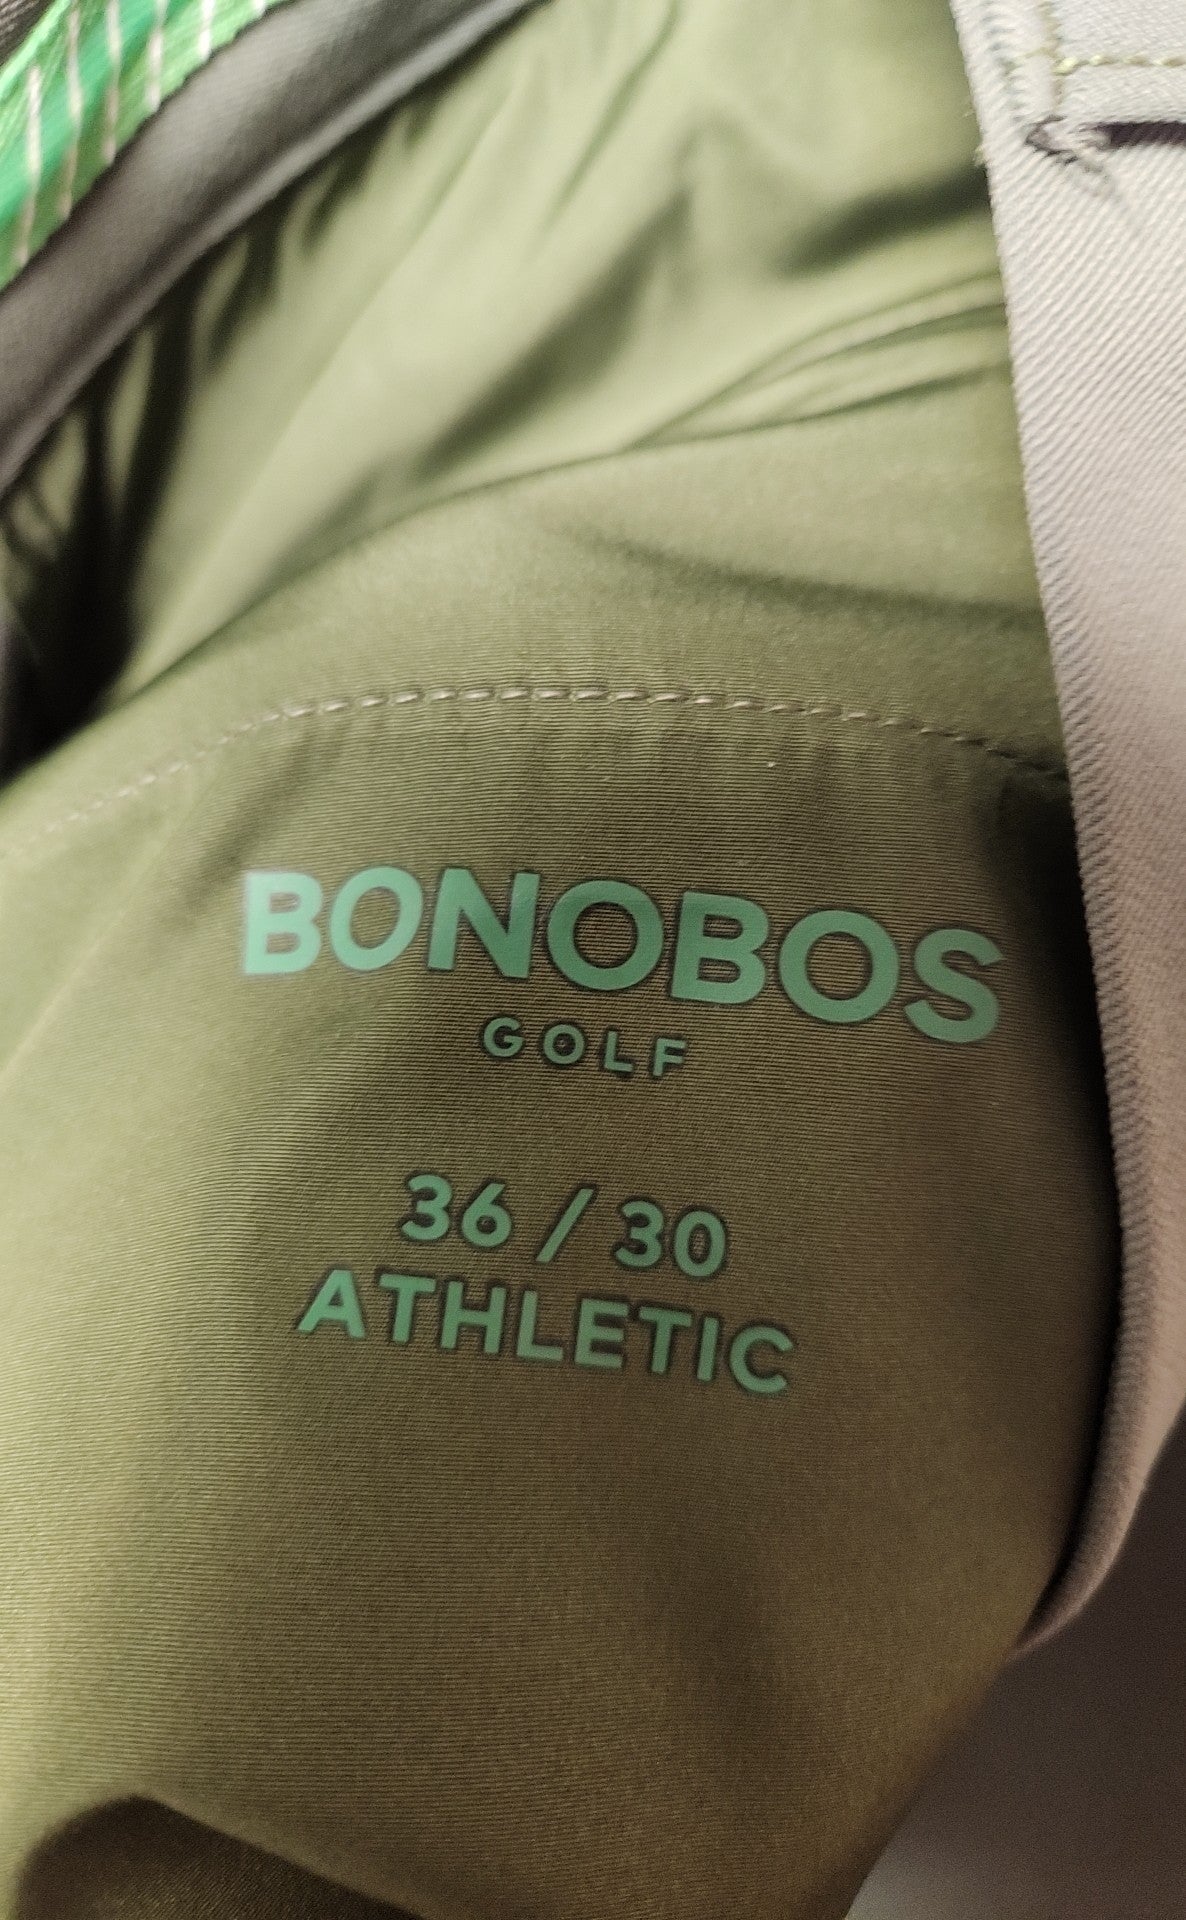 BONOBOS
GOLF
36 / 30
ATHLETIC